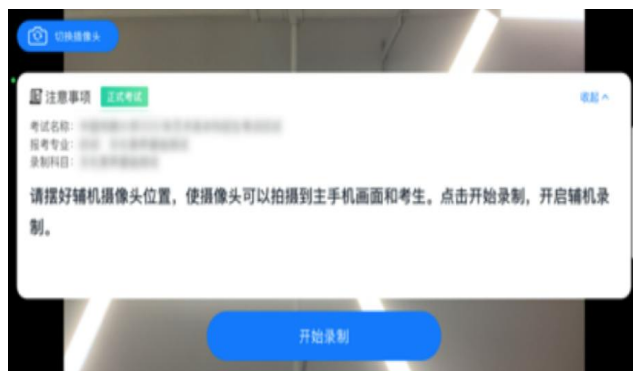 切换摄像头
注意事项 正式考试 收起
考试名称：
报考专业：
录制科目：
请摆好辅机摄像头位置，使摄像头可以拍摄到主手机画面和考生。点击开始录制，开启辅机录
制。
开始录制